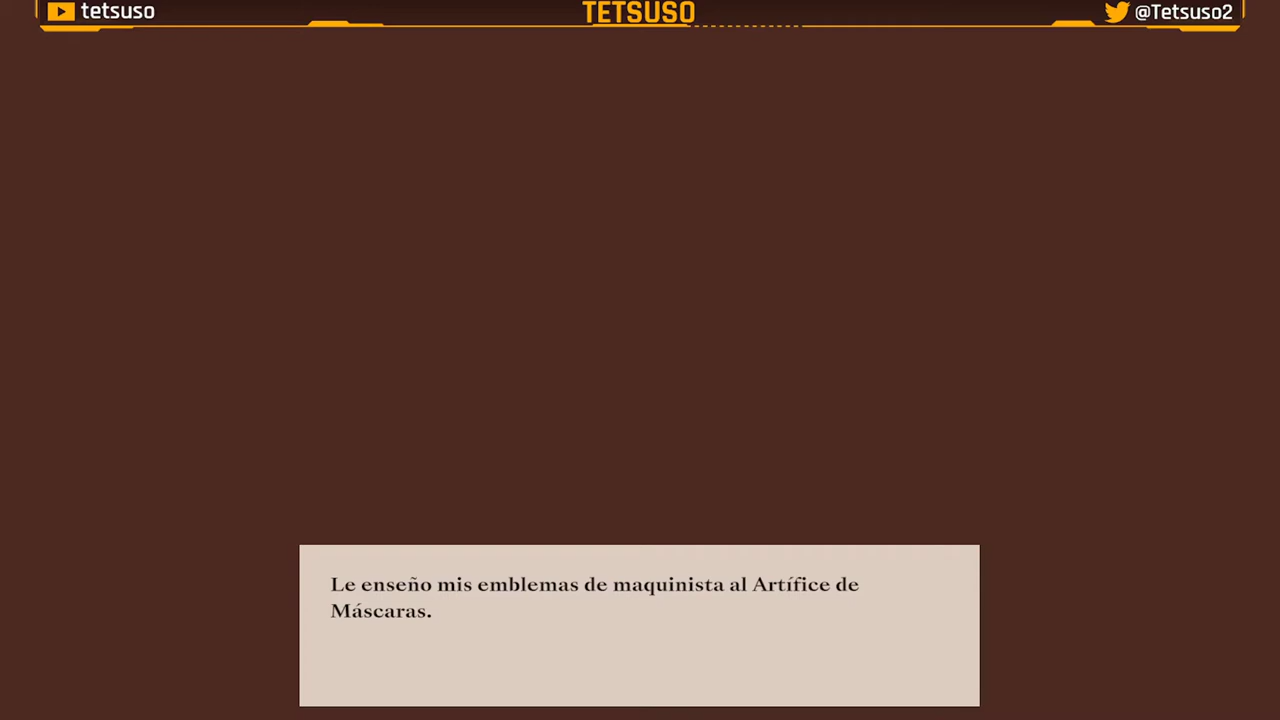 tetsuso
TETSUSO
@Tetsuso2
Le enseño mis emblemas de maquinista al Artífice de
Máscaras.